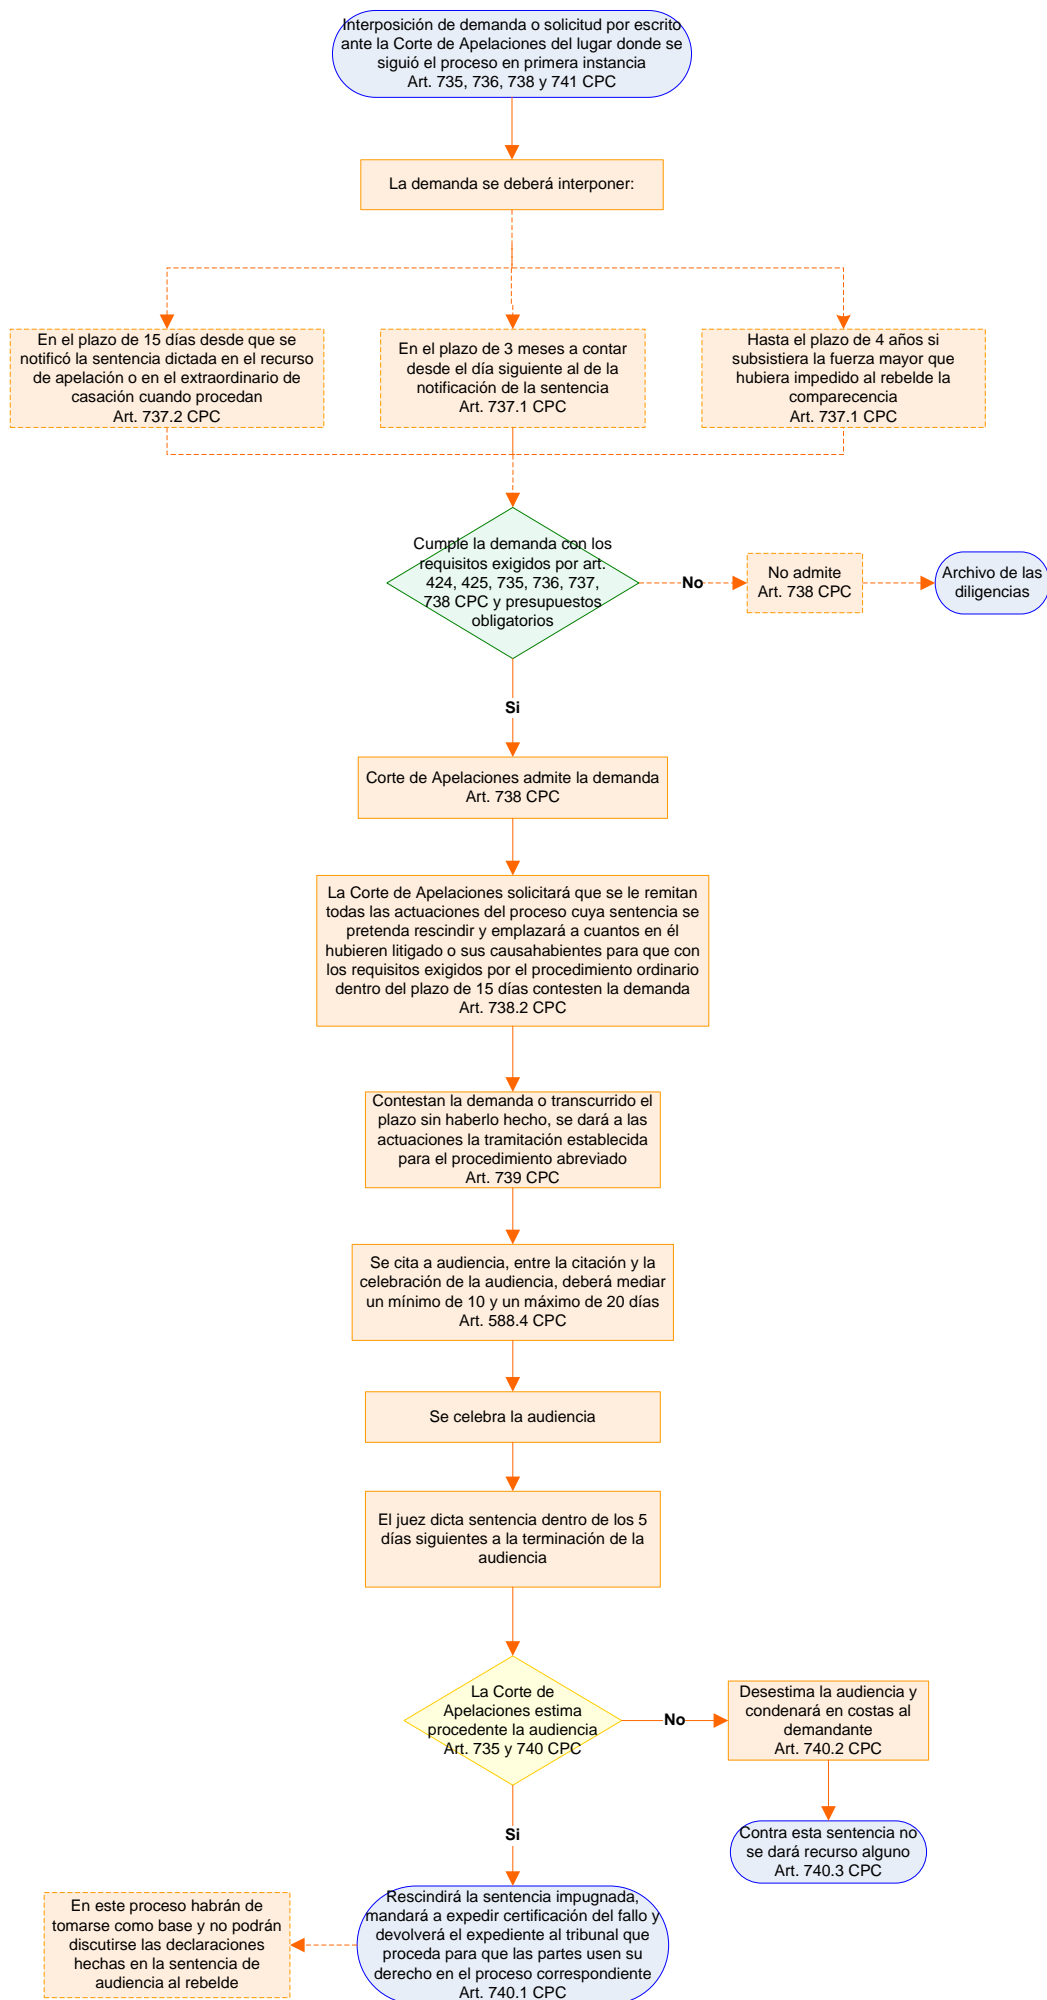 Interposición de demanda o solicitud por escrito
ante la Corte de Apelaciones del lugar donde se
siguió el proceso en primera instancia
Art. 735, 736, 738 y 741 CPC
La demanda se deberá interponer:
En el plazo de 15 días desde que se
notificó la sentencia dictada en el recurso
de apelación o en el extraordinario de
casación cuando procedan
Art. 737.2 CPC
En el plazo de 3 meses a contar
desde el día siguiente al de la
notificación de la sentencia
Art. 737.1 CPC
Hasta el plazo de 4 años si
subsistiera la fuerza mayor que
hubiera impedido al rebelde la
comparecencia
Art. 737.1 CPC
Cumple la demanda con los
requisitos exigidos por art.
424, 425, 735, 736, 737,
738 CPC y presupuestos
obligatorios
No
No admite
Art. 738 CPC
Archivo de las
diligencias
Si
Corte de Apelaciones admite la demanda
Art. 738 CPC
La Corte de Apelaciones solicitará que se le remitan
todas las actuaciones del proceso cuya sentencia se
pretenda rescindir y emplazará a cuantos en él
hubieren litigado o sus causahabientes para que con
los requisitos exigidos por el procedimiento ordinario
dentro del plazo de 15 días contesten la demanda
Art. 738.2 CPC
Contestan la demanda o transcurrido el
plazo sin haberlo hecho, se dará a las
actuaciones la tramitación establecida
para el procedimiento abreviado
Art. 739 CPC
Se cita a audiencia, entre la citación y la
celebración de la audiencia, deberá mediar
un mínimo de 10 y un máximo de 20 días
Art. 588.4 CPC
Se celebra la audiencia
El juez dicta sentencia dentro de los 5
días siguientes a la terminación de la
audiencia
La Corte de
Apelaciones estima
procedente la audiencia
Art. 735 y 740 CPC
No
Desestima la audiencia y
condenará en costas al
demandante
Art. 740.2 CPC
Contra esta sentencia no
se dará recurso alguno
Art. 740.3 CPC
Si
Rescindirá la sentencia impugnada,
mandará a expedir certificación del fallo y
devolverá el expediente al tribunal que
proceda para que las partes usen su
derecho en el proceso correspondiente
Art. 740.1 CPC
En este proceso habrán de
tomarse como base y no podrán
discutirse las declaraciones
hechas en la sentencia de
audiencia al rebelde